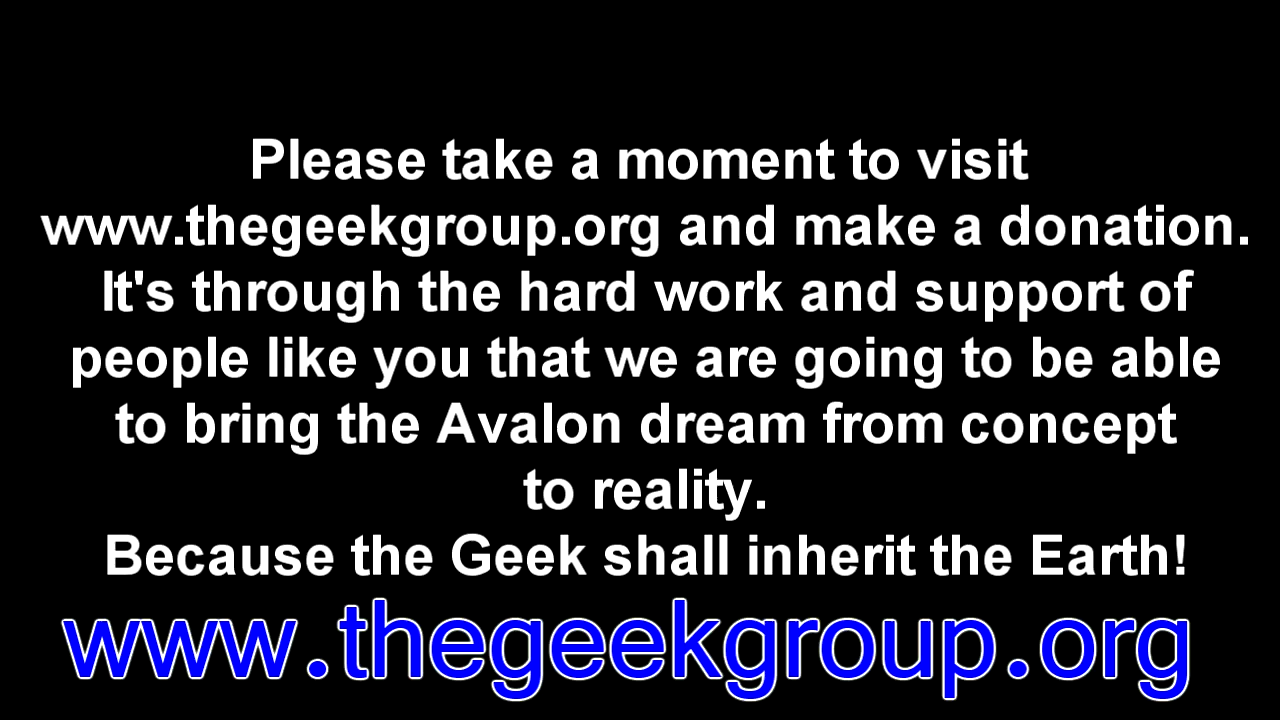 Please take a moment to visit
www.thegeekgroup.org and make a donation.
It's through the hard work and support of
people like you that we are going to be able
to bring the Avalon dream from concept
to reality.
Because the Geek shall inherit the Earth!
www.thegeekgroup.org